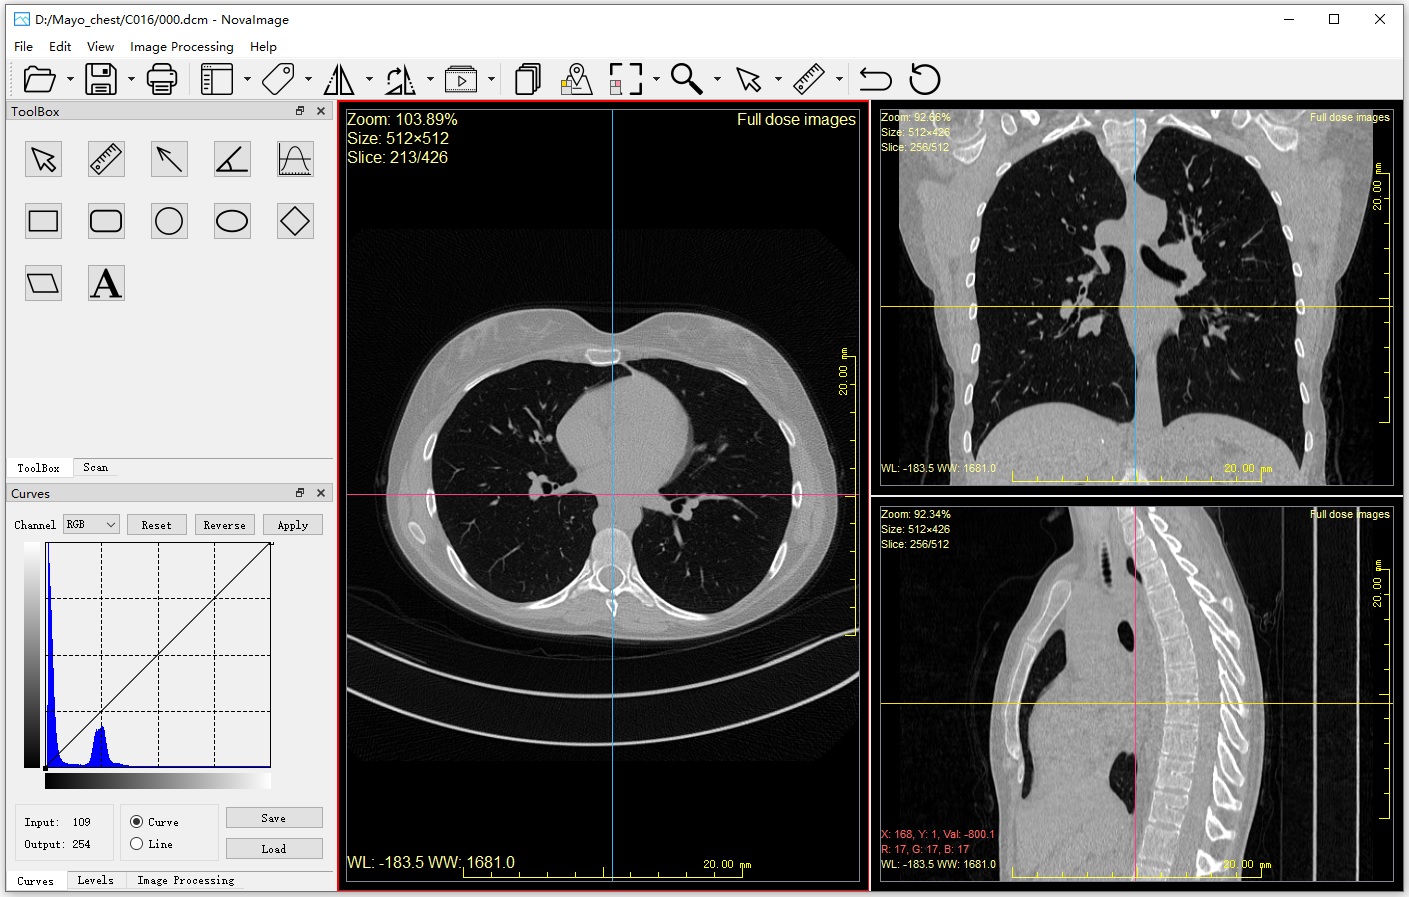 D:/Mayo_chest/C016/000.dcm - NovaImage
File Edit View Image Processing Help
ToolBox
A
ToolBox Scan
Curves
Channel RGB Reset Reverse Apply
Input: 109
Output: 254
Curve
Line
Save
Load
Curves Levels Image Processing
Zoom: 103.89%
Size: 512×512
Slice: 213/426
Full dose images
20.00 mm
WL: -183.5 WW: 1681.0
20.00 mm
Zoom: 92.66%
Size: 512×426
Slice: 256/512
Full dose images
20.00 mm
WL: -183.5 WW: 1681.0
20.00 mm
Zoom: 92.34%
Size: 512×426
Slice: 256/512
Full dose images
20.00 mm
X: 168, Y: 1, Val: -800.1
R: 17, G: 17, B: 17
WL: -183.5 WW: 1681.0
20.00 mm